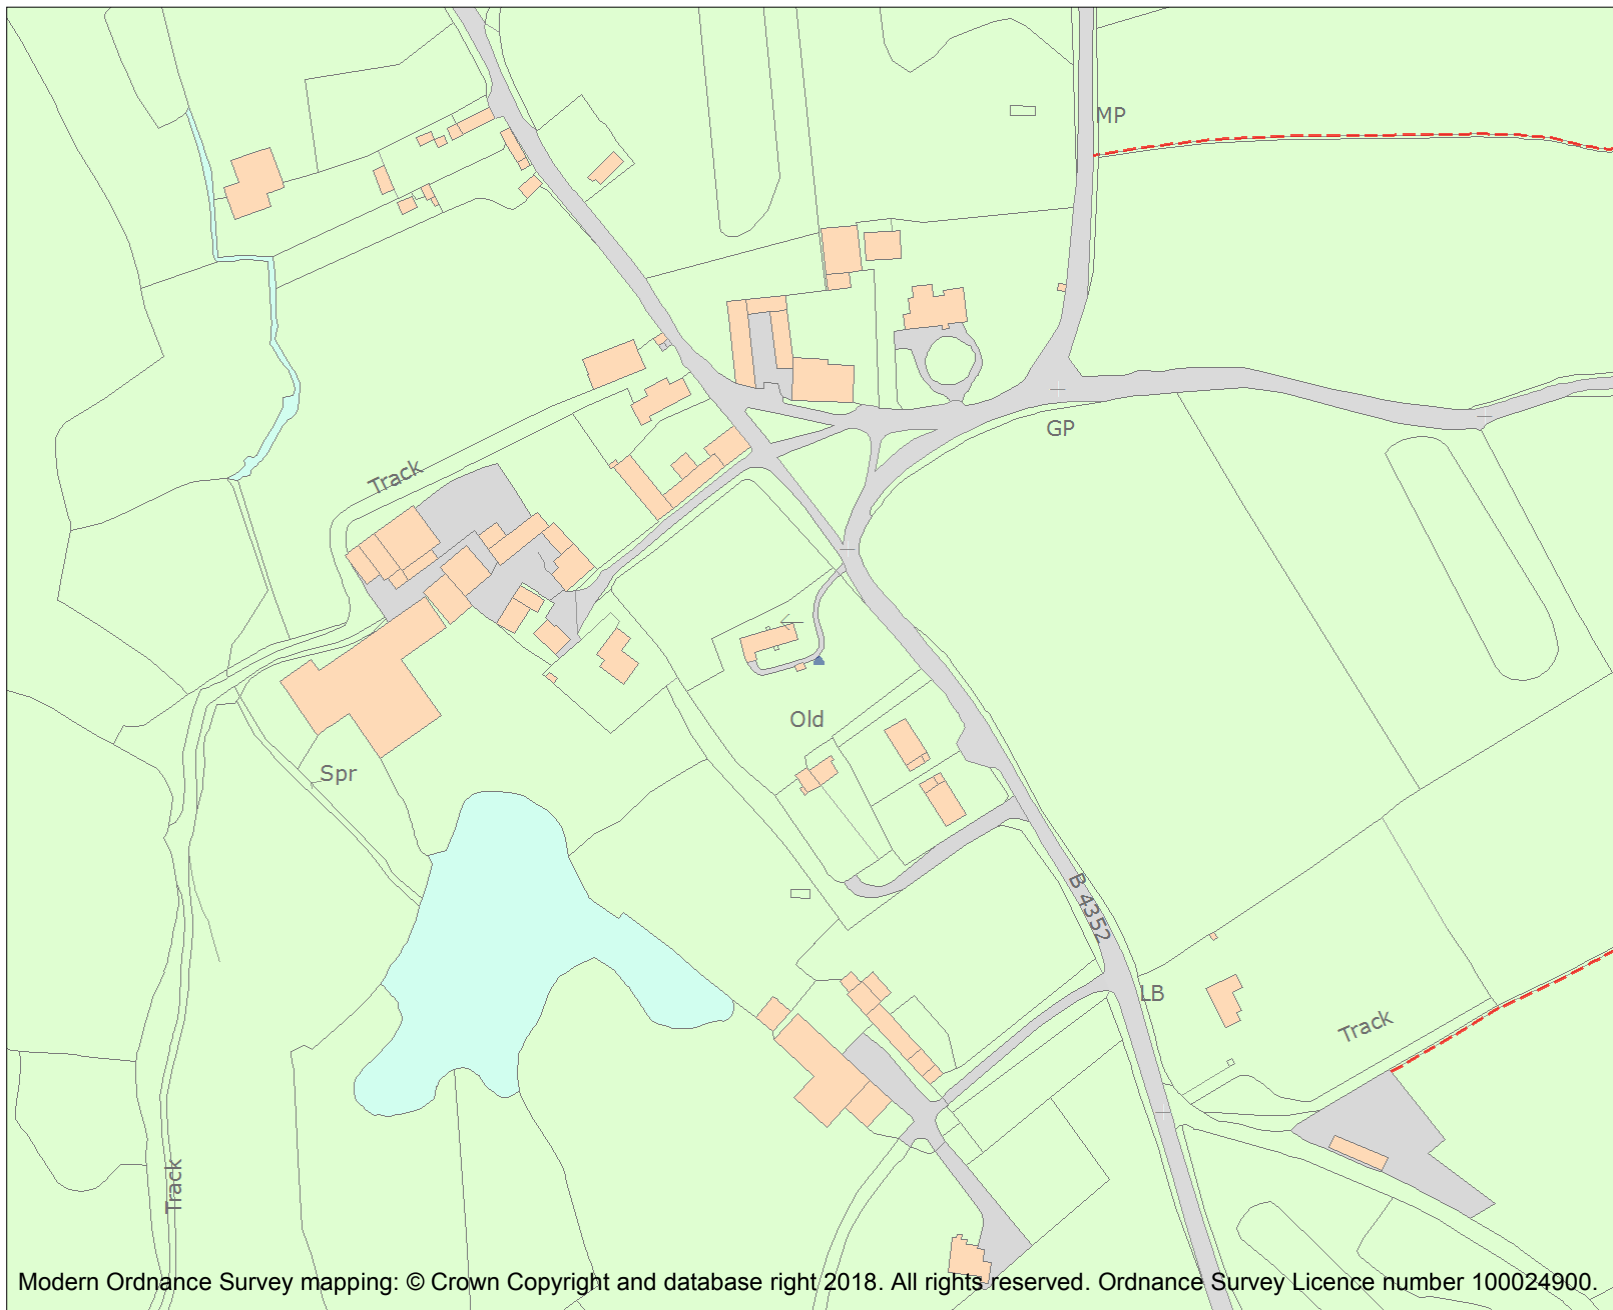 MP
GP
Track
Old
Spr
B 4352
LB
Track
Track
Modern Ordnance Survey mapping: © Crown Copyright and database right 2018. All rights reserved. Ordnance Survey Licence number 100024900.